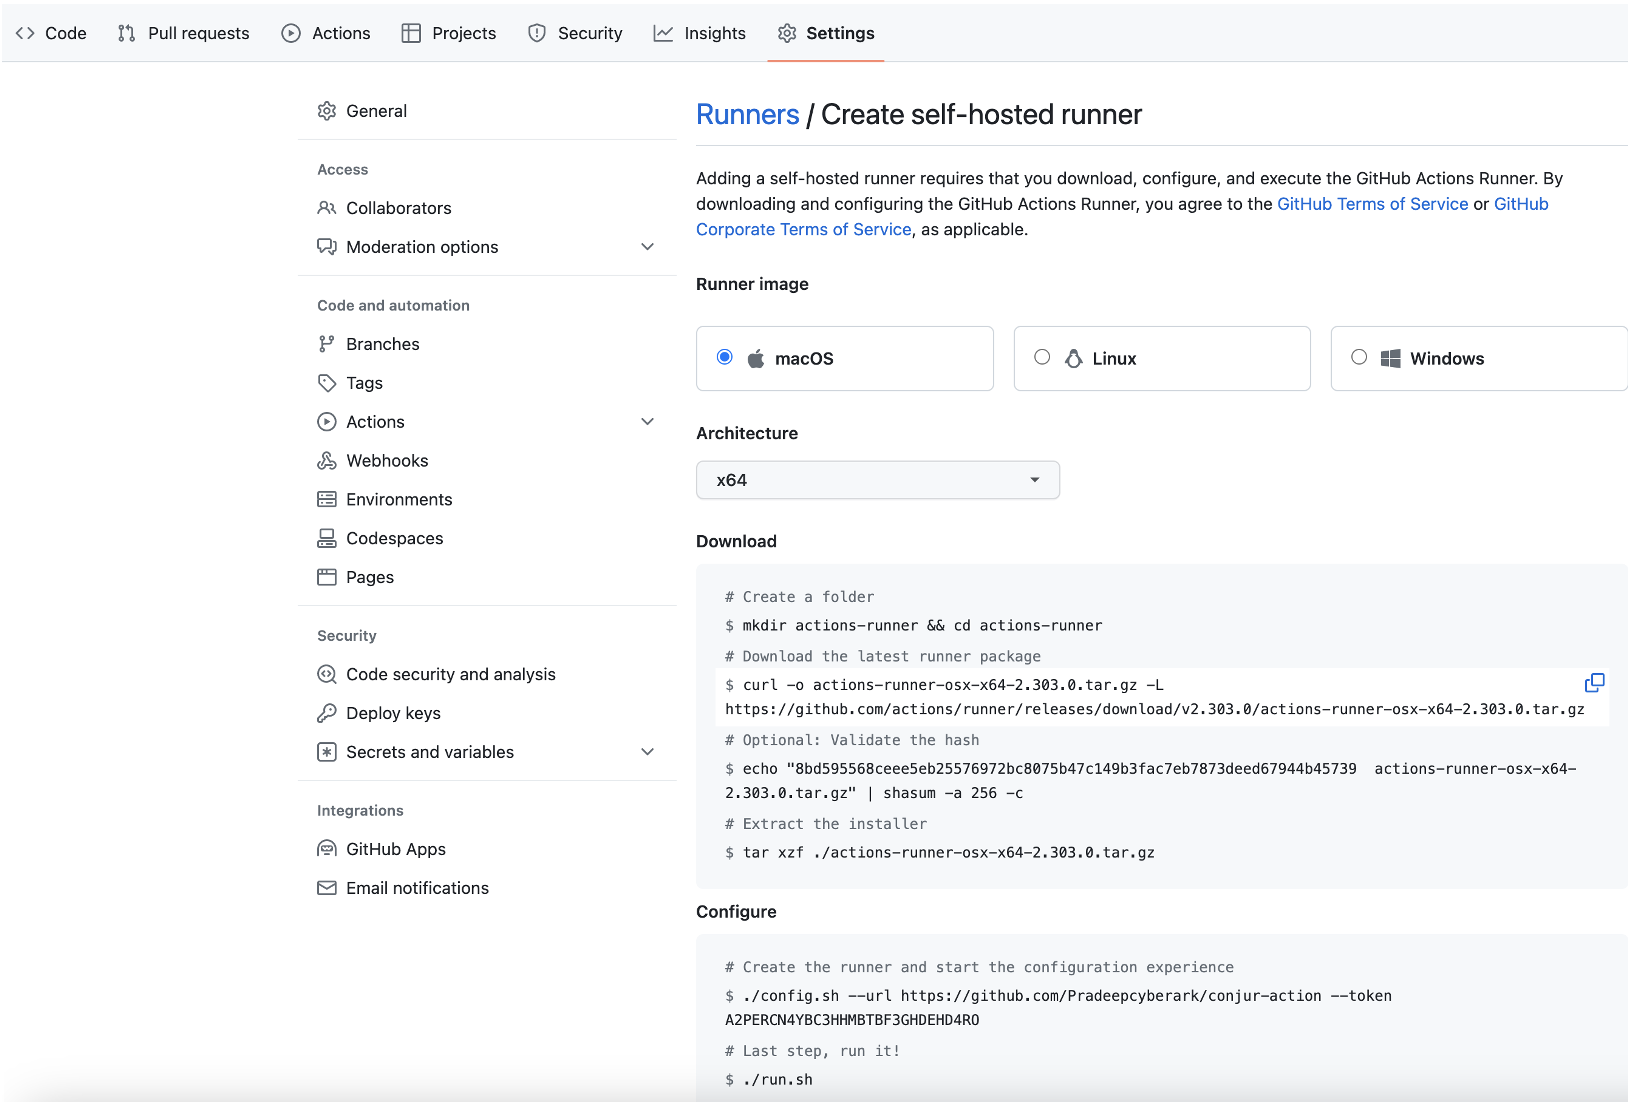 Code
Pull requests
Actions
Projects
Security
Insights
Settings
General
Access
Collaborators
Moderation options
Code and automation
Branches
Tags
Actions
Webhooks
Environments
Codespaces
Pages
Security
Code security and analysis
Deploy keys
Secrets and variables
Integrations
GitHub Apps
Email notifications
Runners / Create self-hosted runner
Adding a self-hosted runner requires that you download, configure, and execute the GitHub Actions Runner. By
downloading and configuring the GitHub Actions Runner, you agree to the GitHub Terms of Service or GitHub
Corporate Terms of Service, as applicable.
Runner image
macOS
Linux
Windows
Architecture
x64
Download
# Create a folder
$ mkdir actions-runner && cd actions-runner
# Download the latest runner package
$ curl -o actions-runner-osx-x64-2.303.0.tar.gz -L
https://github.com/actions/runner/releases/download/v2.303.0/actions-runner-osx-x64-2.303.0.tar.gz
# Optional: Validate the hash
$ echo "8bd595568ceee5eb25576972bc8075b47c149b3fac7eb7873deed67944b45739  actions-runner-osx-x64-
2.303.0.tar.gz" | shasum -a 256 -c
# Extract the installer
$ tar xzf ./actions-runner-osx-x64-2.303.0.tar.gz
Configure
# Create the runner and start the configuration experience
$ ./config.sh --url https://github.com/Pradeepcyberark/conjur-action --token
A2PERCN4YBC3HHMBTBF3GHDEHD4RO
# Last step, run it!
$ ./run.sh